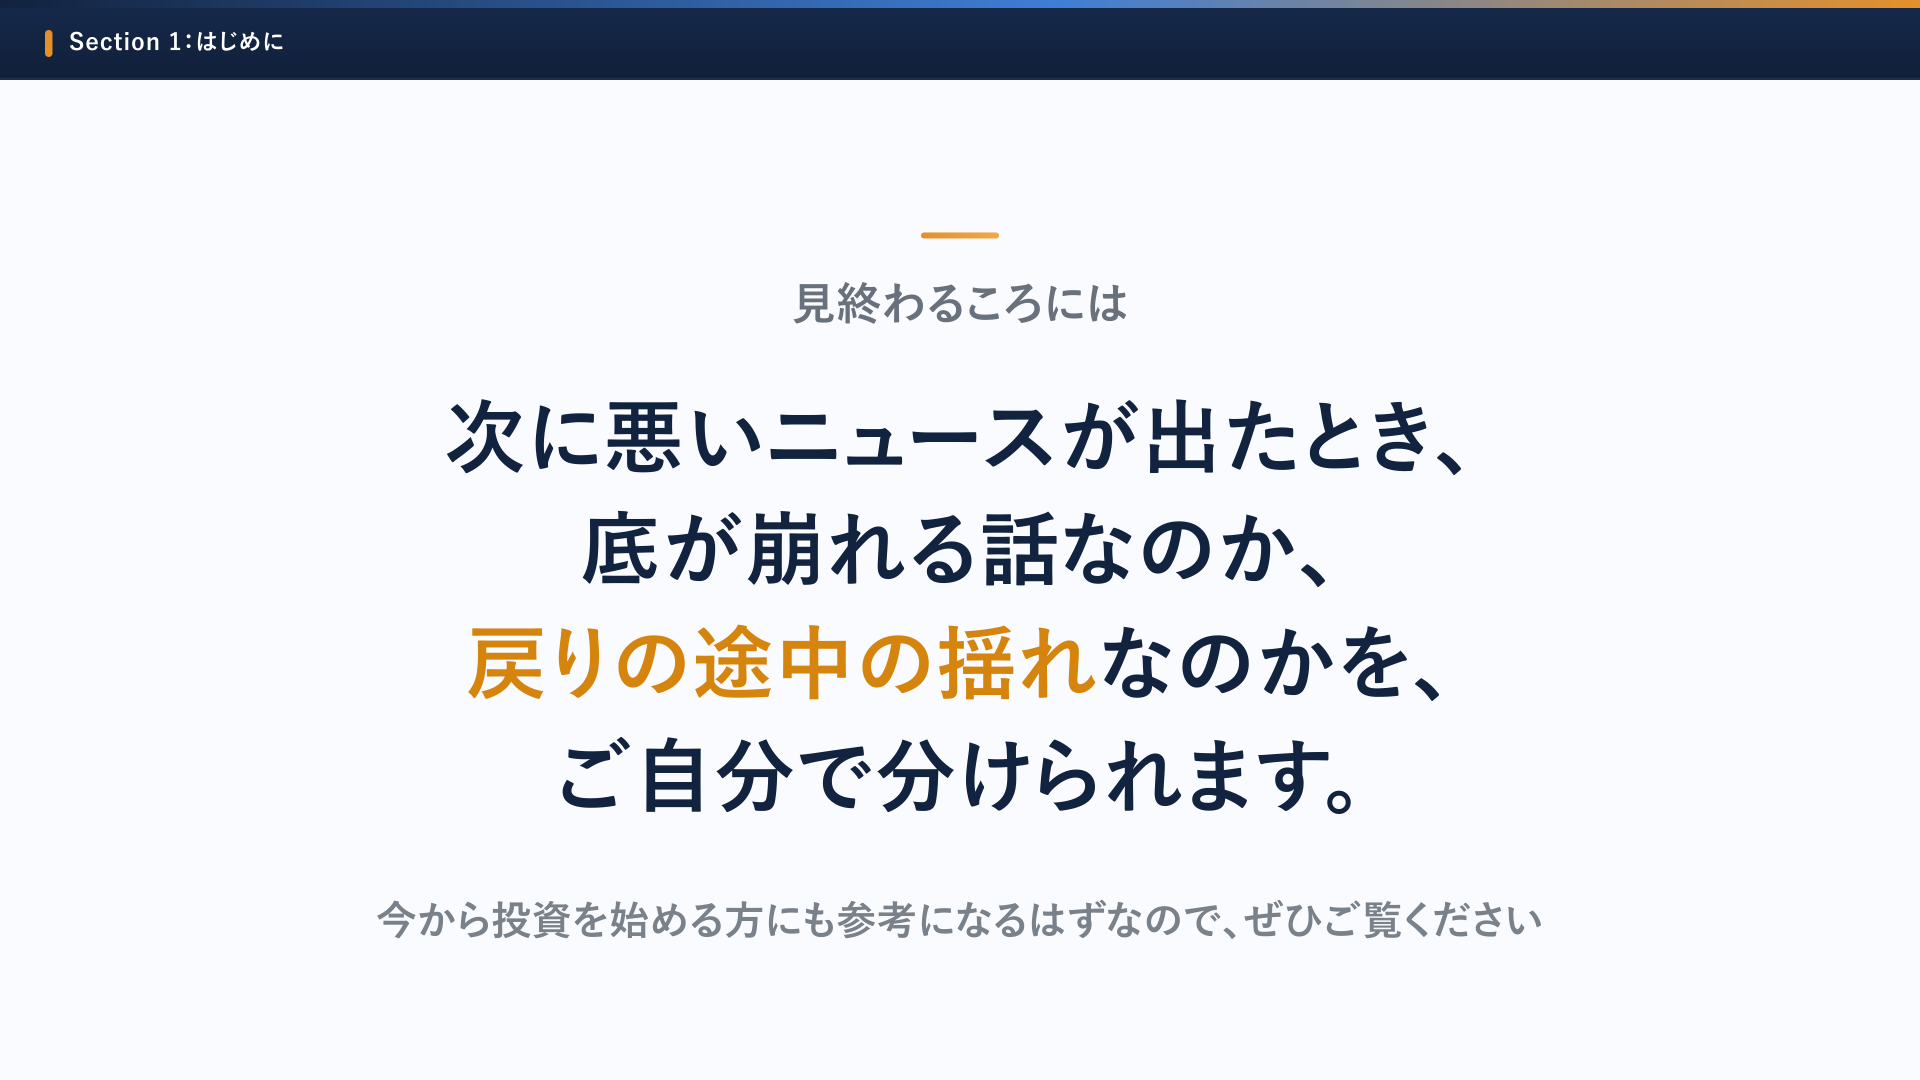 Section 1：はじめに
見終わるころには
次に悪いニュースが出たとき、
底が崩れる話なのか、
戻りの途中の揺れなのかを、
ご自分で分けられます。
今から投資を始める方にも参考になるはずなので、ぜひご覧ください